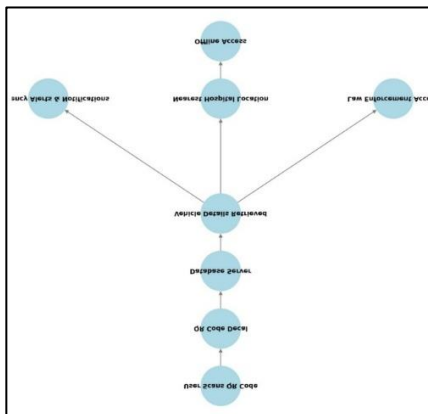 User Scans QR Code
QR Code Decal
Database Server
Vehicle Details Retrieved
ency Alerts & Notifications
Nearest Hospital Location
Law Enforcement Acce
Offline Access